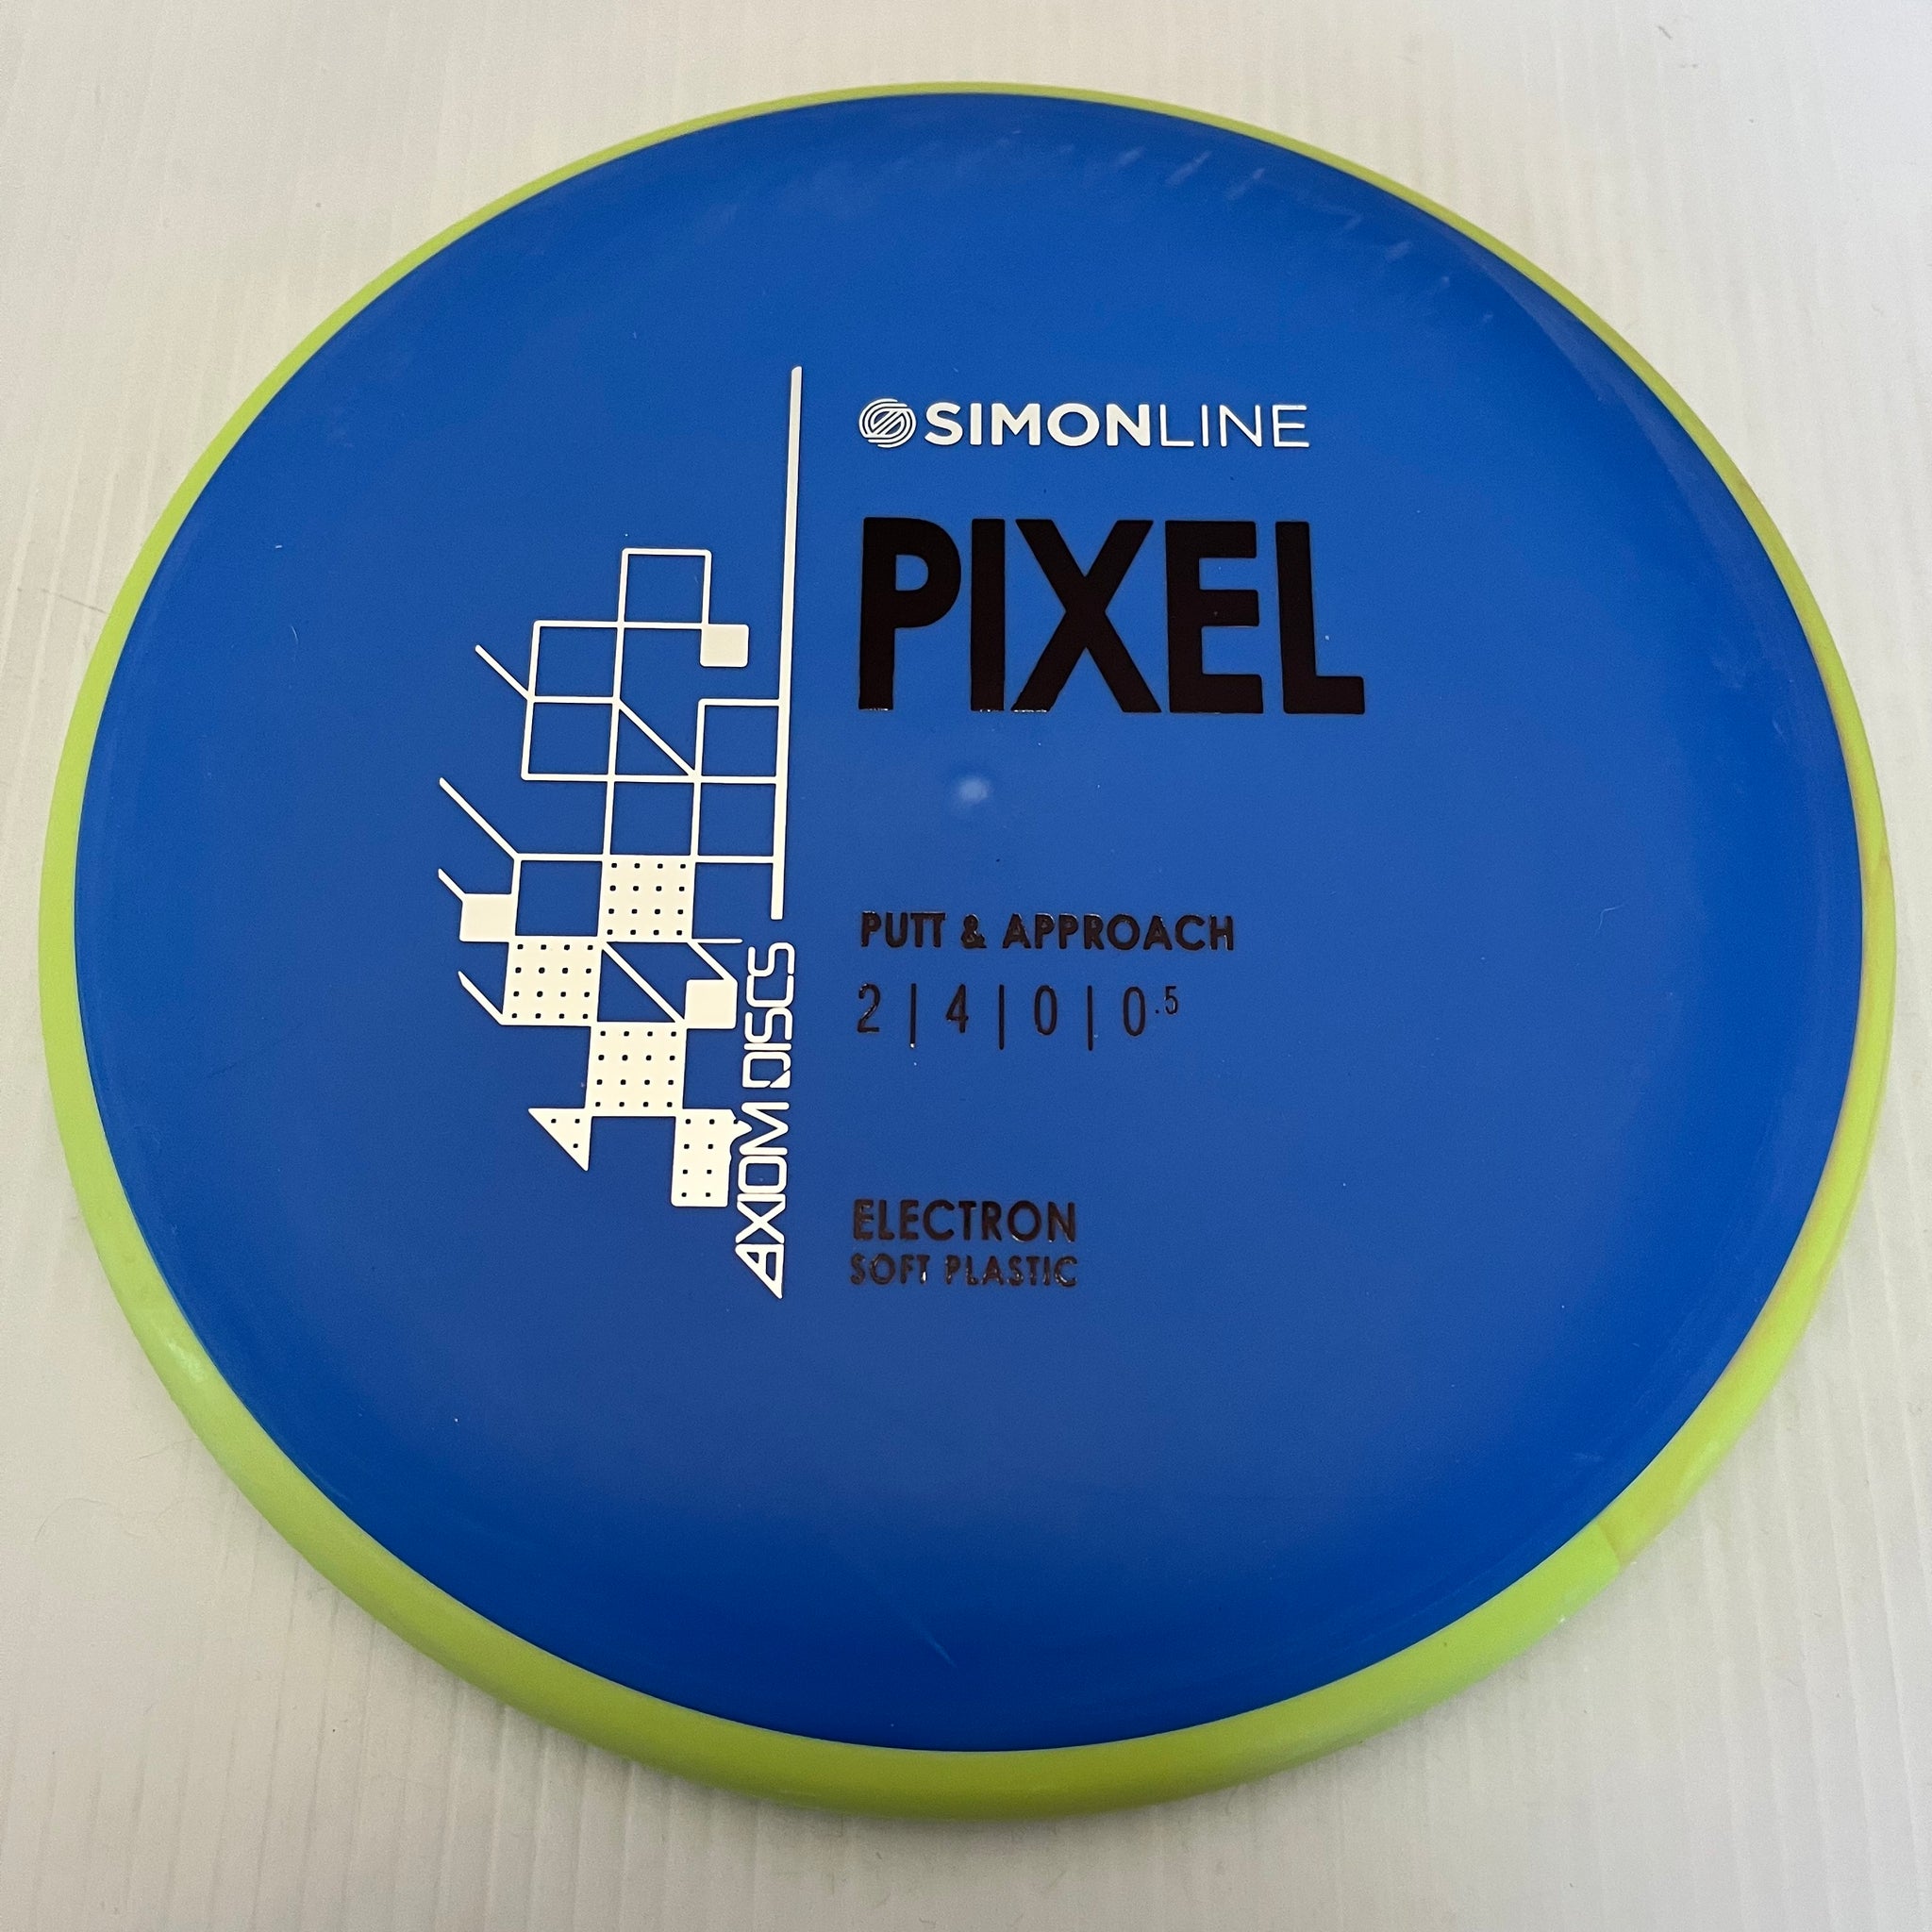 SIMONLINE
PIXEL
PUTT & APPROACH
2 | 4 | 0 | 0.5
AXIOM DISCS
ELECTRON
SOFT PLASTIC